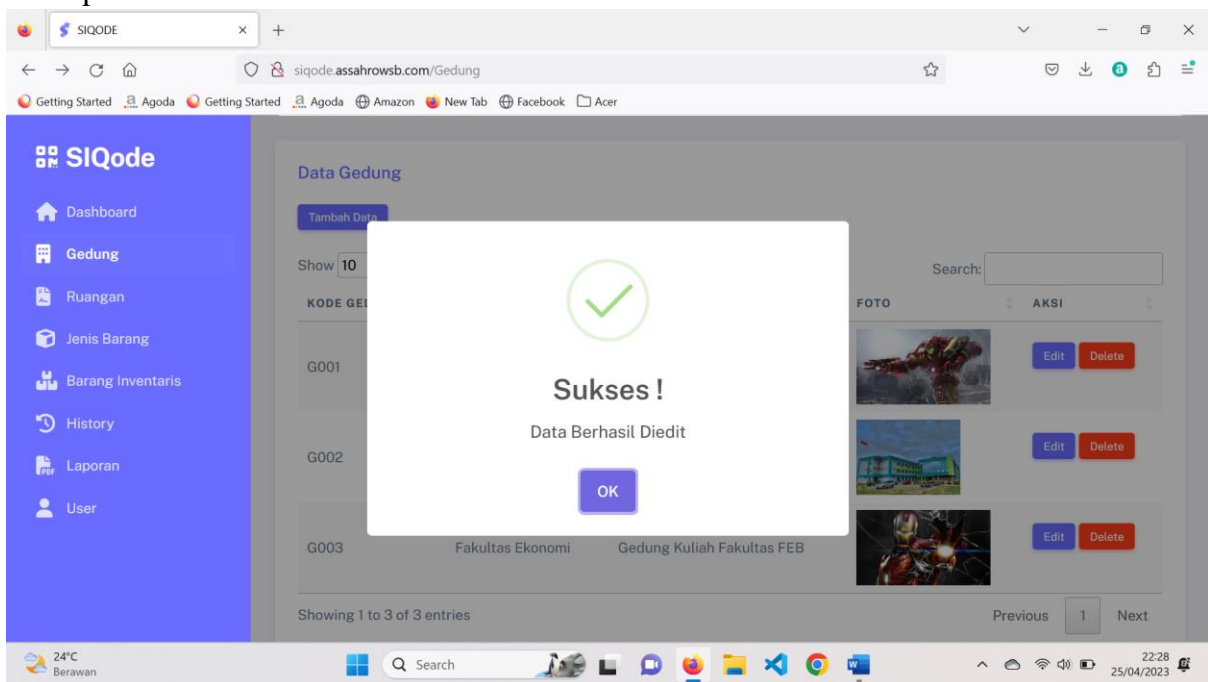 SIQODE
siqode.assahrowsb.com/Gedung
Getting Started Agoda Getting Started Agoda Amazon New Tab Facebook Acer
SIQode
Dashboard
Gedung
Ruangan
Jenis Barang
Barang Inventaris
History
Laporan
User
Data Gedung
Tambah Data
Show 10
Search:
KODE GE
FOTO
AKSI
G001
Edit Delete
G002
Edit Delete
G003 Fakultas Ekonomi Gedung Kuliah Fakultas FEB
Edit Delete
Showing 1 to 3 of 3 entries
Previous 1 Next
Sukses !
Data Berhasil Diedit
OK
24°C
Berawan
Search
22:28
25/04/2023